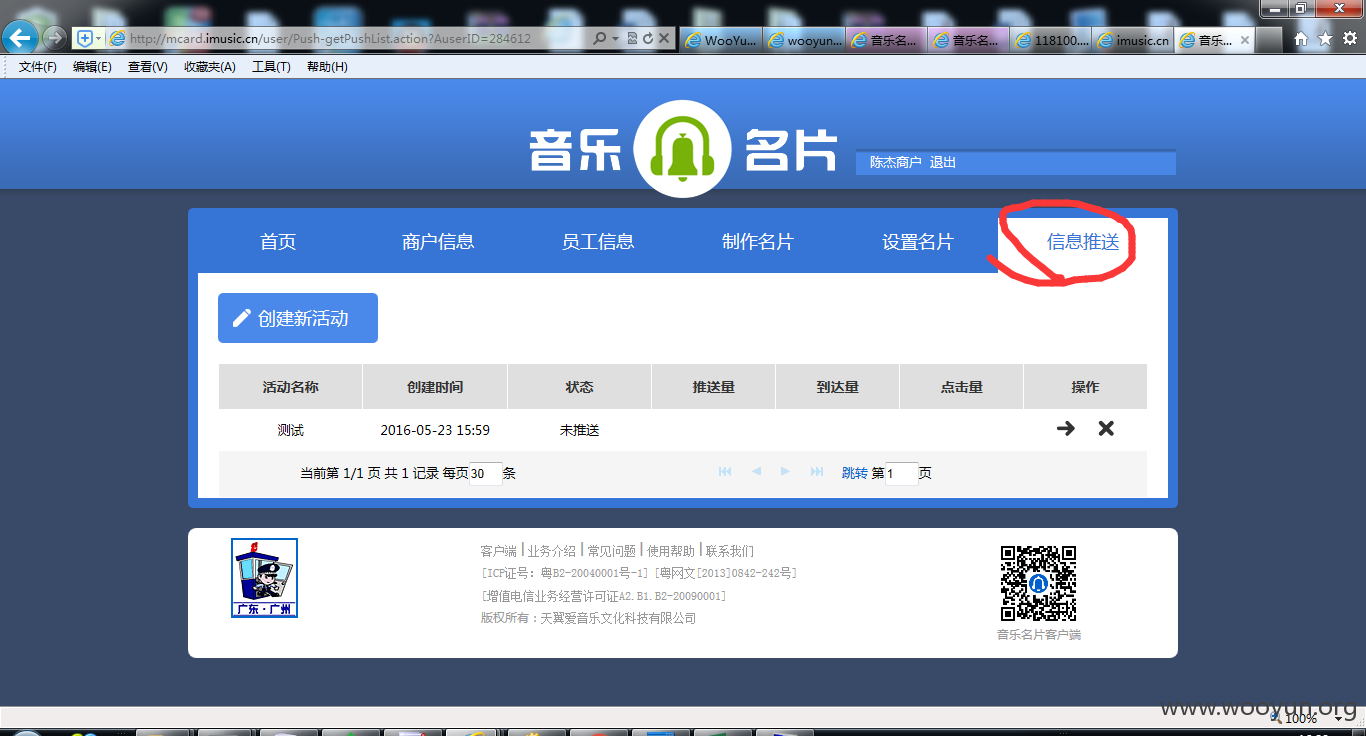 http://mcard.imusic.cn/user/Push-getPushList.action?AuserID=284612
WooYu...
wooyun...
音乐名...
音乐名...
118100....
imusic.cn
音乐...
文件(F) 编辑(E) 查看(V) 收藏夹(A) 工具(T) 帮助(H)
音乐 名片
陈杰商户 退出
首页 商户信息 员工信息 制作名片 设置名片 信息推送
创建新活动
活动名称 创建时间 状态 推送量 到达量 点击量 操作
测试 2016-05-23 15:59 未推送
当前第 1/1 页 共 1 记录 每页 30 条 跳转 第 1 页
客户端 | 业务介绍 | 常见问题 | 使用帮助 | 联系我们
[ICP证号: 粤B2-20040001号-1] [粤网文[2013]0842-242号]
[增值电信业务经营许可证A2.B1.B2-20090001]
版权所有：天翼爱音乐文化科技有限公司
广东·广州
音乐名片客户端
www.wooyun.org
100%